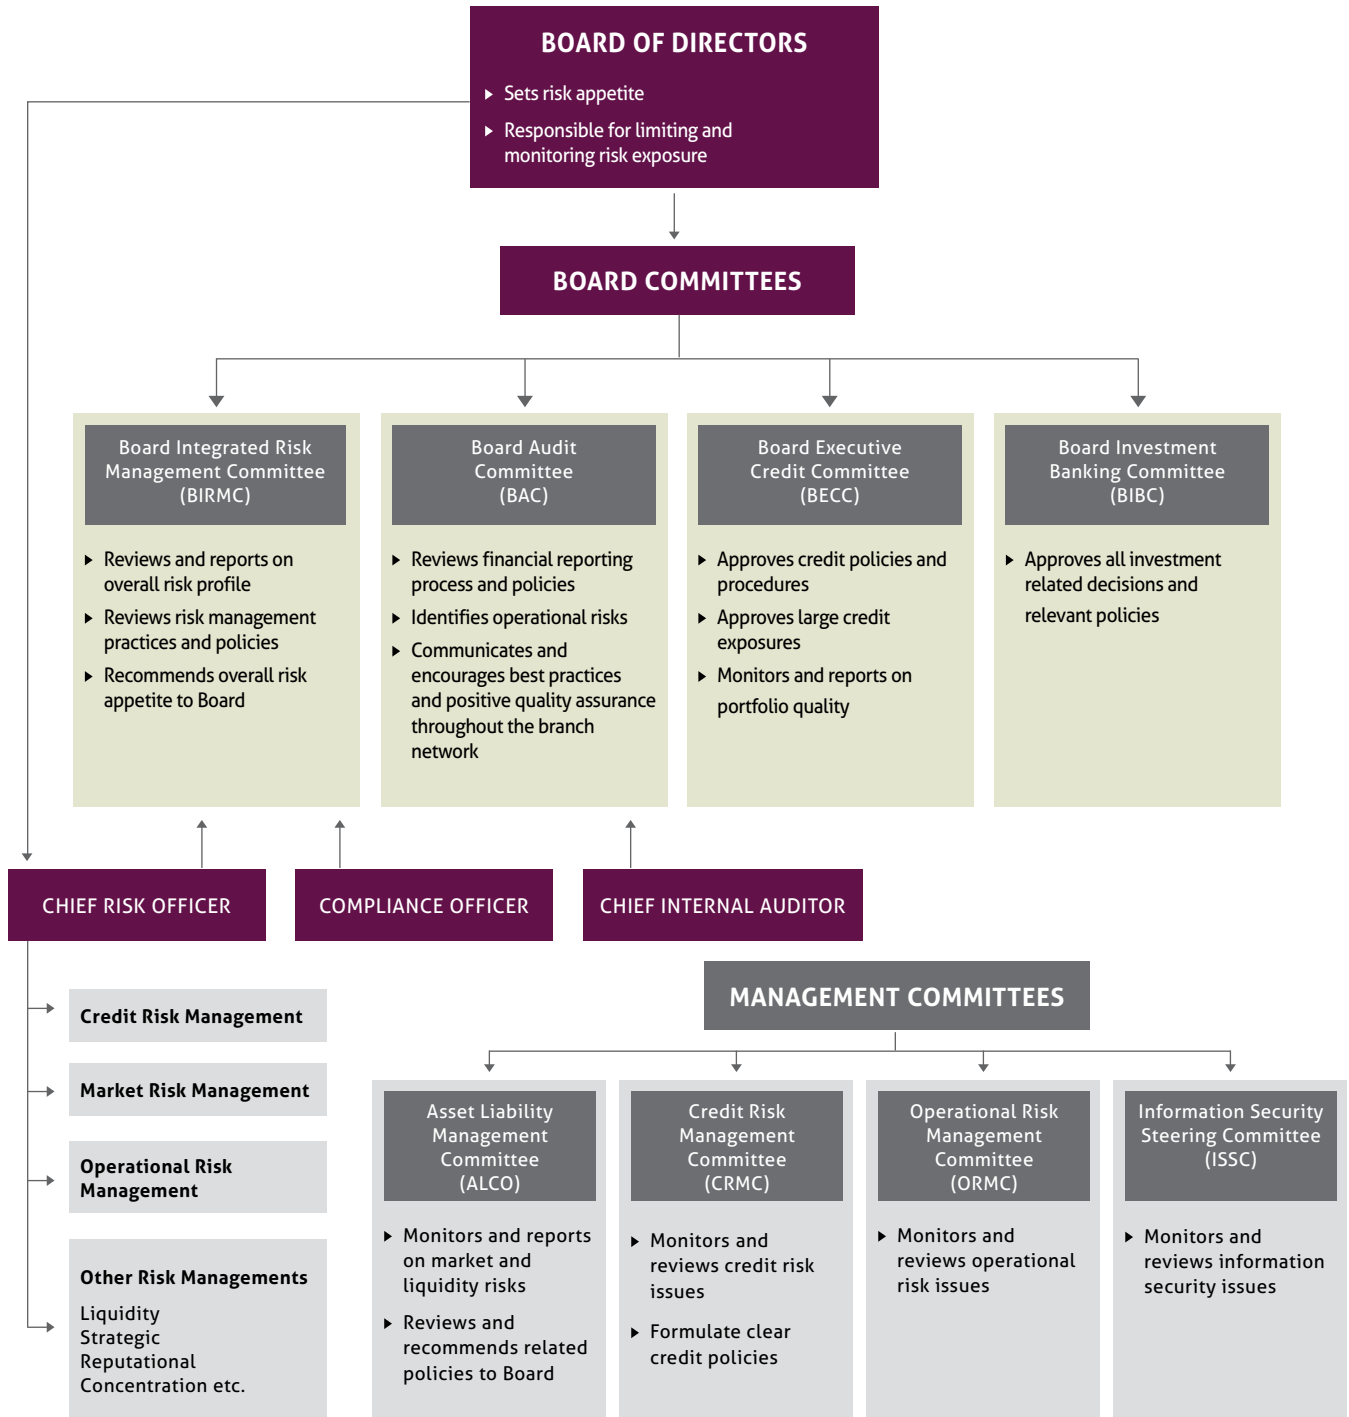 BOARD OF DIRECTORS
Sets risk appetite
Responsible for limiting and
monitoring risk exposure
BOARD COMMITTEES
Board Integrated Risk
Management Committee
(BIRMC)
Reviews and reports on
overall risk profile
Reviews risk management
practices and policies
Recommends overall risk
appetite to Board
Board Audit
Committee
(BAC)
Reviews financial reporting
process and policies
Identifies operational risks
Communicates and
encourages best practices
and positive quality assurance
throughout the branch
network
Board Executive
Credit Committee
(BECC)
Approves credit policies and
procedures
Approves large credit
exposures
Monitors and reports on
portfolio quality
Board Investment
Banking Committee
(BIBC)
Approves all investment
related decisions and
relevant policies
CHIEF RISK OFFICER
COMPLIANCE OFFICER
CHIEF INTERNAL AUDITOR
Credit Risk Management
Market Risk Management
Operational Risk
Management
Other Risk Managements
Liquidity
Strategic
Reputational
Concentration etc.
MANAGEMENT COMMITTEES
Asset Liability
Management
Committee
(ALCO)
Monitors and reports
on market and
liquidity risks
Reviews and
recommends related
policies to Board
Credit Risk
Management
Committee
(CRMC)
Monitors and
reviews credit risk
issues
Formulate clear
credit policies
Operational Risk
Management
Committee
(ORMC)
Monitors and
reviews operational
risk issues
Information Security
Steering Committee
(ISSC)
Monitors and
reviews information
security issues